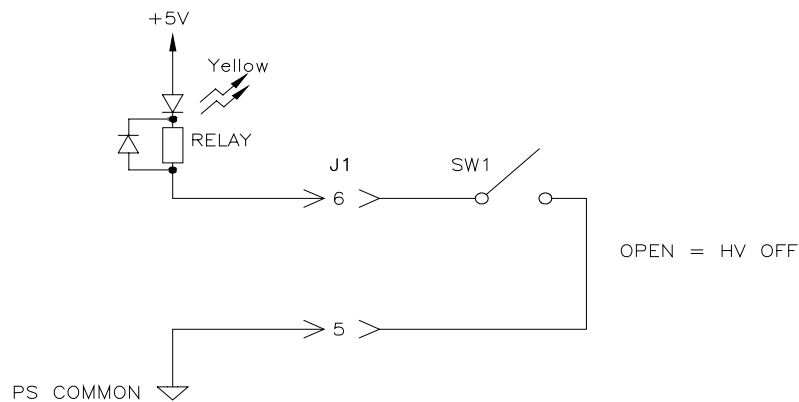 +5V
Yellow
RELAY
J1
SW1
6
OPEN = HV OFF
5
PS COMMON